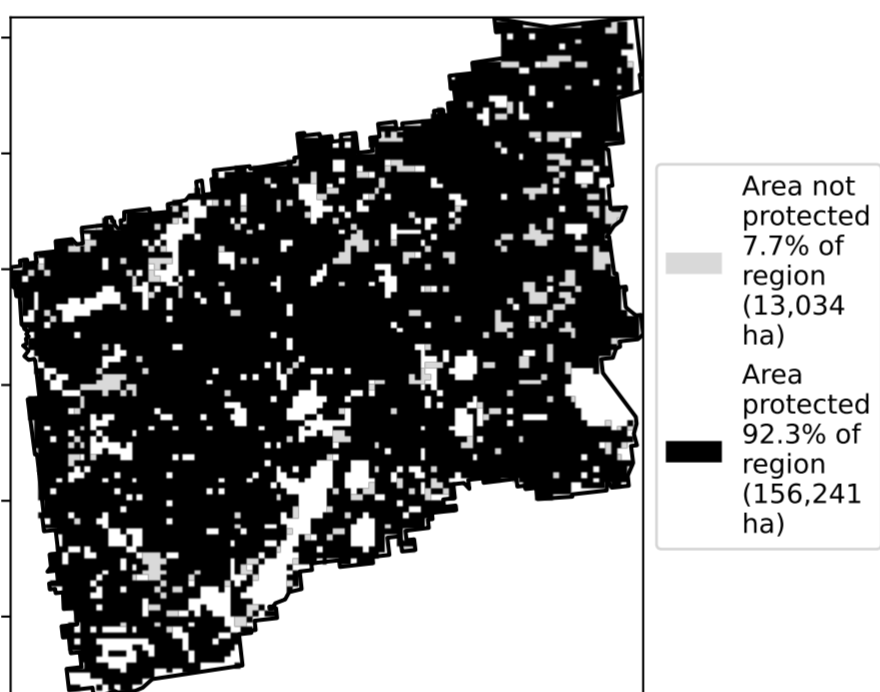 Area not
protected
7.7% of
region
(13,034
ha)
Area
protected
92.3% of
region
(156,241
ha)